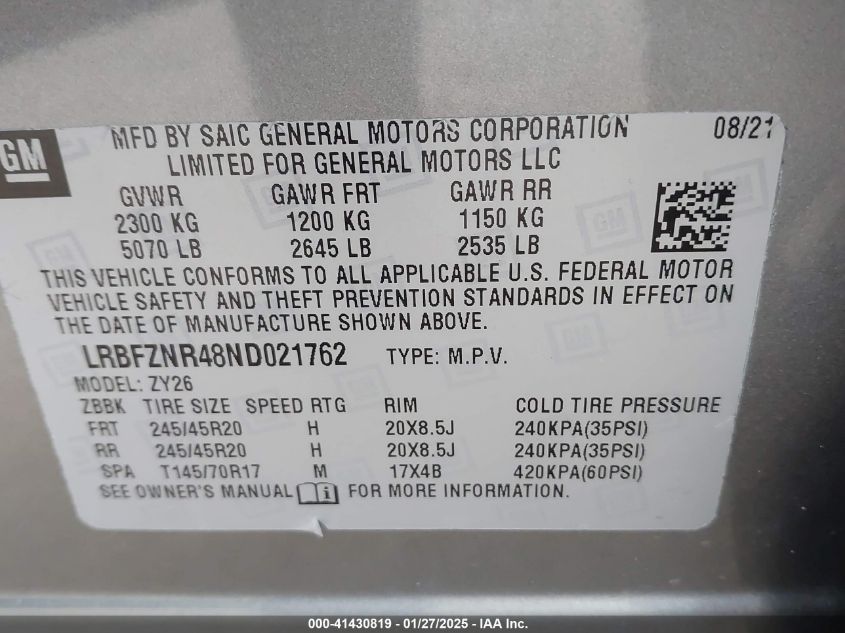 GM
MFD BY SAIC GENERAL MOTORS CORPORATION 08/21
LIMITED FOR GENERAL MOTORS LLC
GVWR GAWR FRT GAWR RR
2300 KG 1200 KG 1150 KG
5070 LB 2645 LB 2535 LB
THIS VEHICLE CONFORMS TO ALL APPLICABLE U.S. FEDERAL MOTOR
VEHICLE SAFETY AND THEFT PREVENTION STANDARDS IN EFFECT ON
THE DATE OF MANUFACTURE SHOWN ABOVE.
LRBFZNR48ND021762 TYPE: M.P.V.
MODEL: ZY26
ZBBK TIRE SIZE SPEED RTG RIM COLD TIRE PRESSURE
FRT 245/45R20 H 20X8.5J 240KPA(35PSI)
RR 245/45R20 H 20X8.5J 240KPA(35PSI)
SPA T145/70R17 M 17X4B 420KPA(60PSI)
SEE OWNER'S MANUAL FOR MORE INFORMATION.
000-41430819 | 01/27/2025 - IAA Inc.